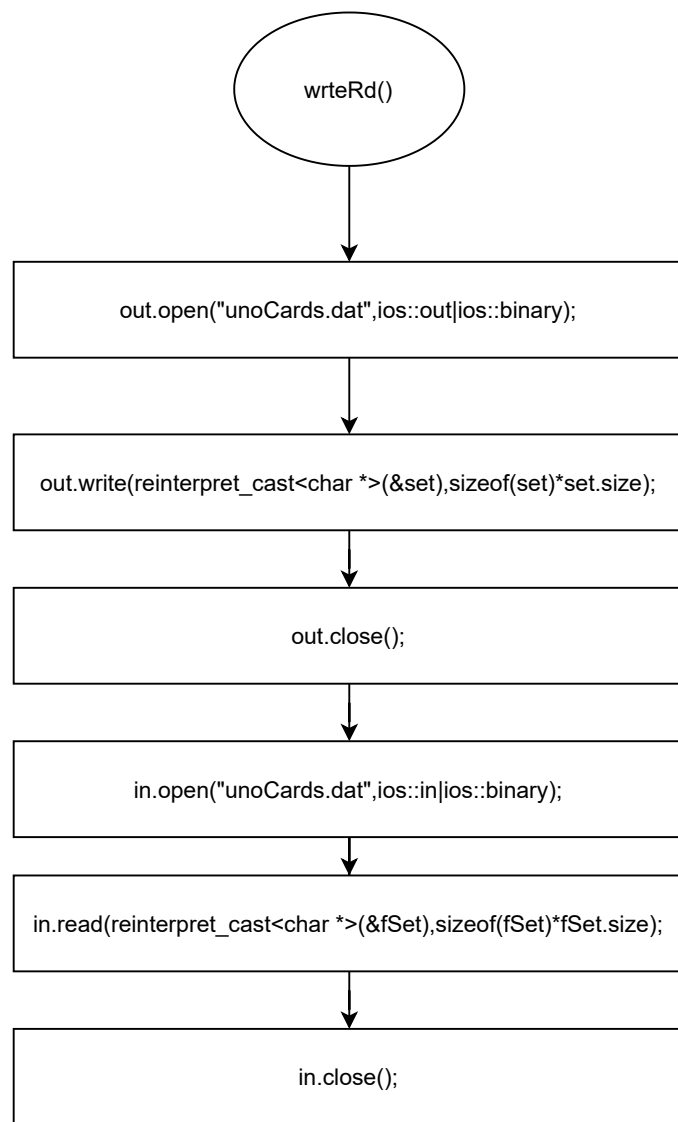 wrteRd()
out.open("unoCards.dat",ios::out|ios::binary);
out.write(reinterpret_cast<char *>(&set),sizeof(set)*set.size);
out.close();
in.open("unoCards.dat",ios::in|ios::binary);
in.read(reinterpret_cast<char *>(&fSet),sizeof(fSet)*fSet.size);
in.close();